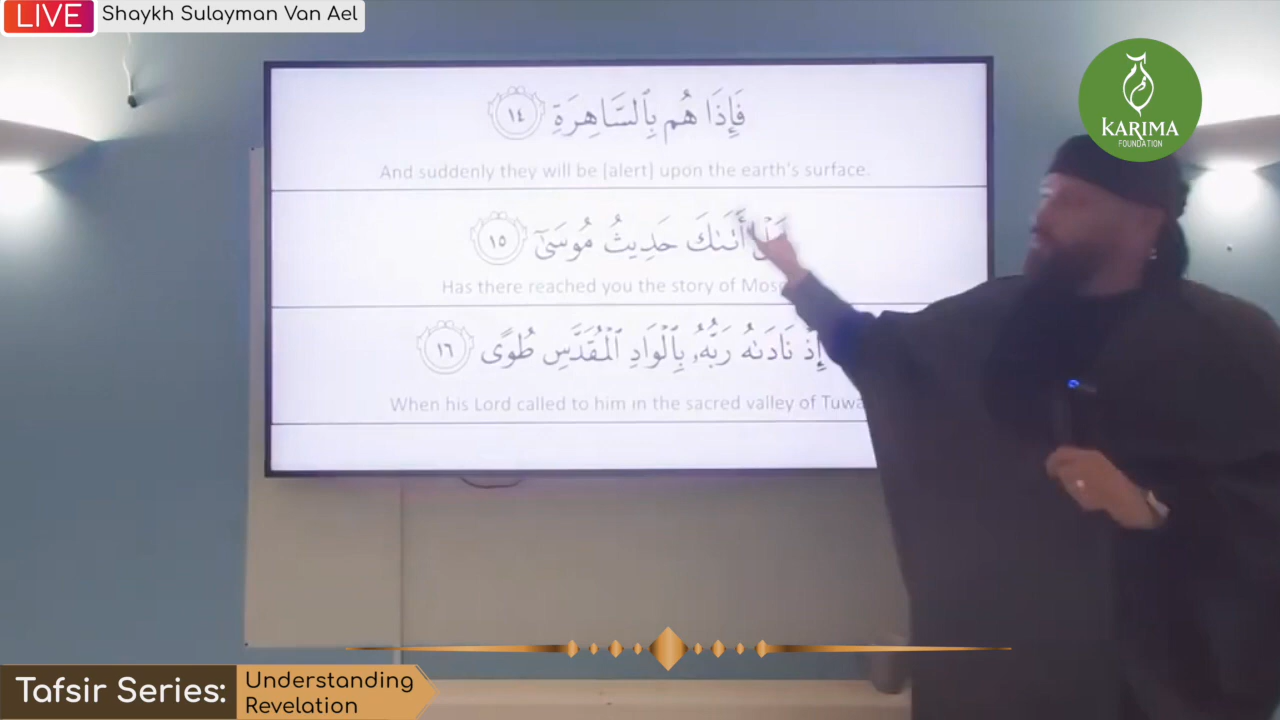 LIVE
Shaykh Sulayman Van Ael
KARIMA
FOUNDATION
فَإِذَا هُم بِٱلسَّاهِرَةِ ١٤
And suddenly they will be [alert] upon the earth's surface.
أَتَىٰكَ حَدِيثُ مُوسَىٰٓ ١٥
Has there reached you the story of
إِذْ نَادَىٰهُ رَبُّهُۥ بِٱلْوَادِ ٱلْمُقَدَّسِ طُوًى ١٦
When his Lord called to him in the sacred valley of Tuwa
Tafsir Series:
Understanding
Revelation